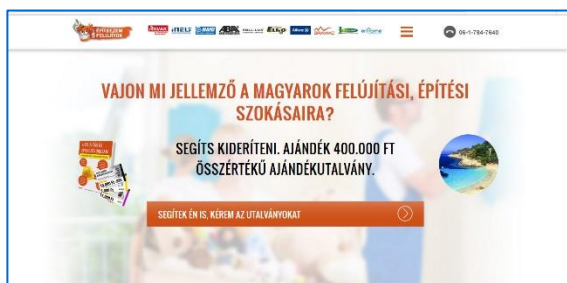 ÉPÍTKEZEM
FELÚJÍTOK
Allianz
06-1-784-7640
VAJON MI JELLEMZŐ A MAGYAROK FELÚJÍTÁSI, ÉPÍTÉSI
SZOKÁSAIRA?
SEGÍTS KIDERÍTENI. AJÁNDÉK 400.000 FT
ÖSSZÉRTÉKŰ AJÁNDÉKUTALVÁNY.
SEGÍTEK ÉN IS, KÉREM AZ UTALVÁNYOKAT